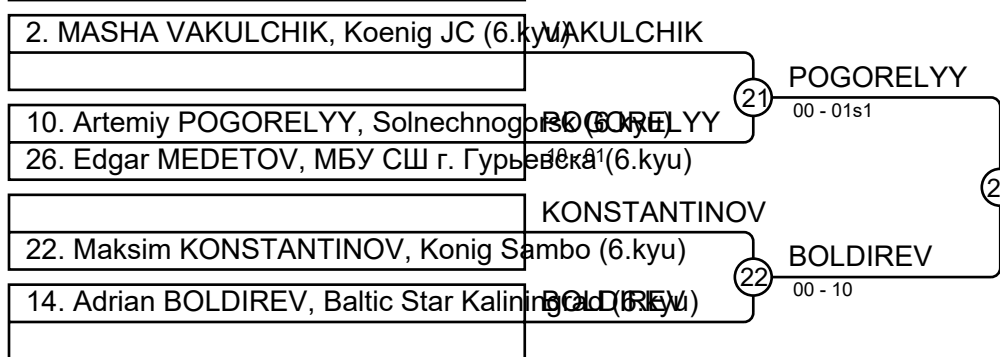 2. MASHA VAKULCHIK, Koenig JC (6.kyu)
VAKULCHIK
21
POGORELYY
00 - 01s1
10. Artemiy POGORELYY, Solnechnogorsk (6.kyu)
POGORELYY
26. Edgar MEDETOV, МБУ СШ г. Гурьевска (6.kyu)
KONSTANTINOV
22. Maksim KONSTANTINOV, Konig Sambo (6.kyu)
22
BOLDIREV
00 - 10
14. Adrian BOLDIREV, Baltic Star Kaliningrad (6.kyu)
BOLDIREV